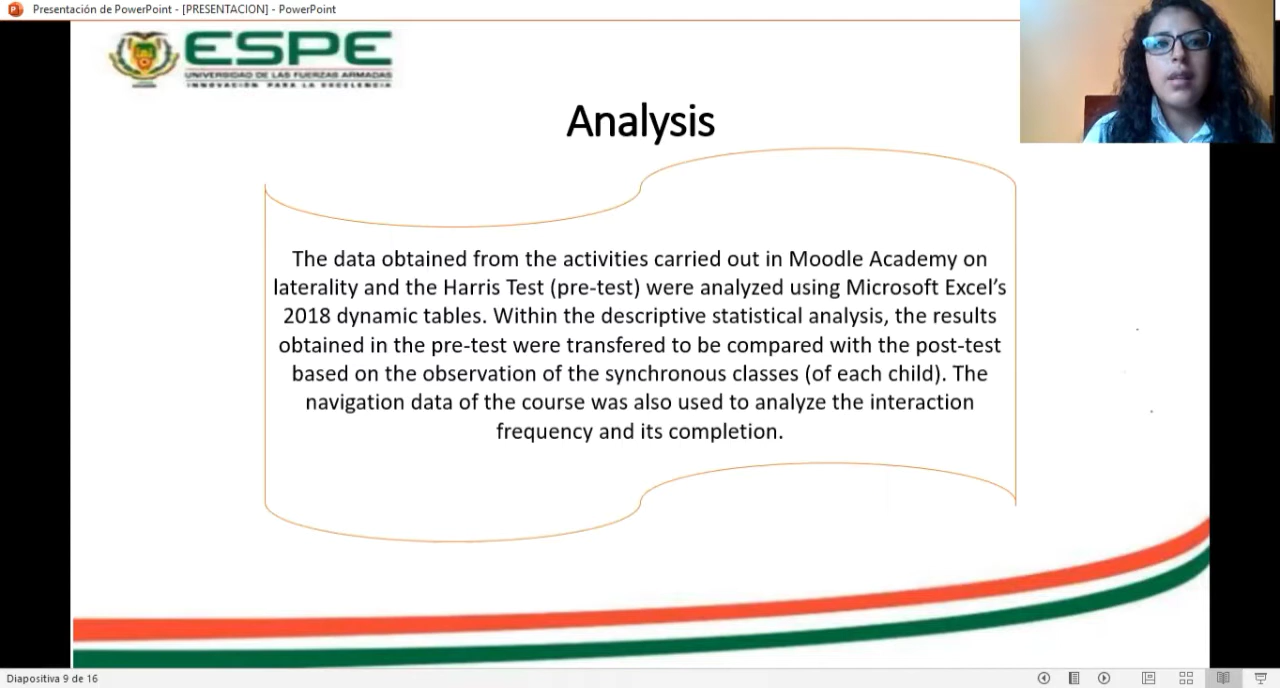 Presentación de PowerPoint - [PRESENTACION] - PowerPoint
ESPE
UNIVERSIDAD DE LAS FUERZAS ARMADAS
INNOVACIÓN PARA LA EXCELENCIA
Analysis
The data obtained from the activities carried out in Moodle Academy on
laterality and the Harris Test (pre-test) were analyzed using Microsoft Excel’s
2018 dynamic tables. Within the descriptive statistical analysis, the results
obtained in the pre-test were transfered to be compared with the post-test
based on the observation of the synchronous classes (of each child). The
navigation data of the course was also used to analyze the interaction
frequency and its completion.
Diapositiva 9 de 16